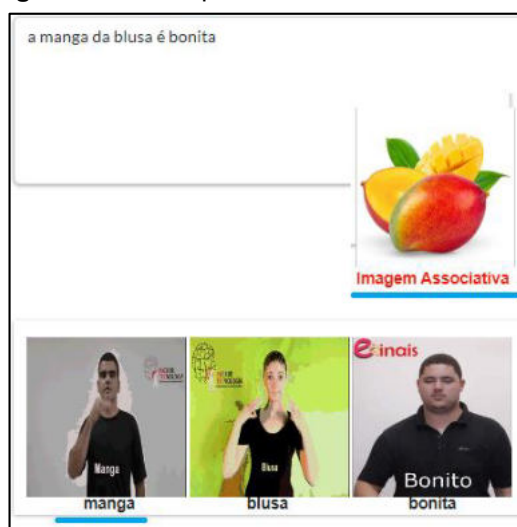 a manga da blusa é bonita
Imagem Associativa
Manga
Blusa
Bonito
manga
blusa
bonita